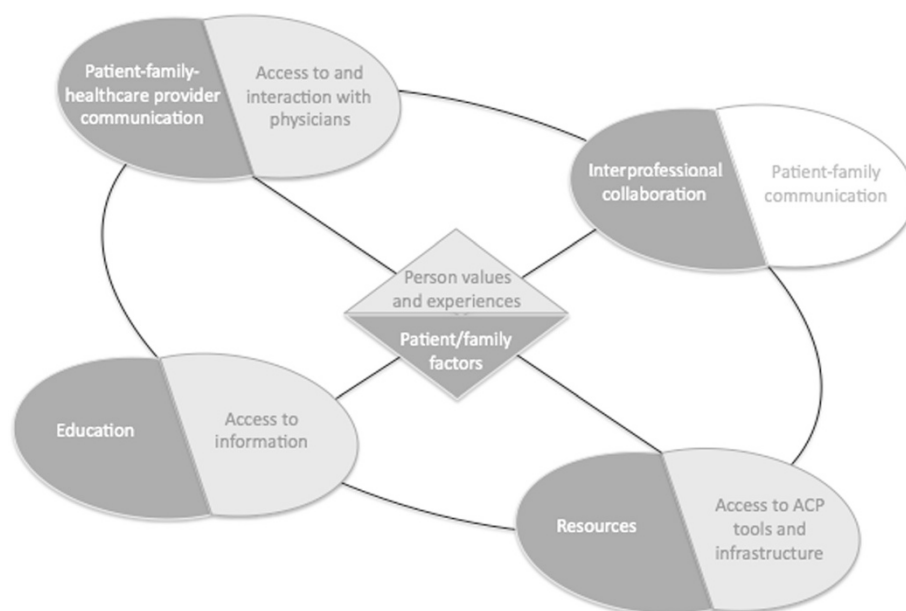 Patient-family-
healthcare provider
communication
Access to and
interaction with
physicians
Interprofessional
collaboration
Patient-family
communication
Person values
and experiences
Patient/family
factors
Education
Access to
information
Resources
Access to ACP
tools and
infrastructure